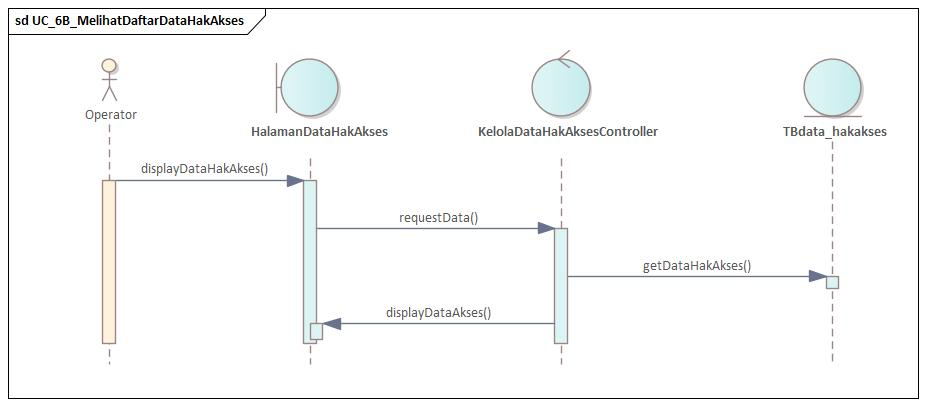 sd UC_6B_MelihatDaftarDataHakAkses
Operator
HalamanDataHakAkses
KelolaDataHakAksesController
TBdata_hakakses
displayDataHakAkses()
requestData()
getDataHakAkses()
displayDataAkses()